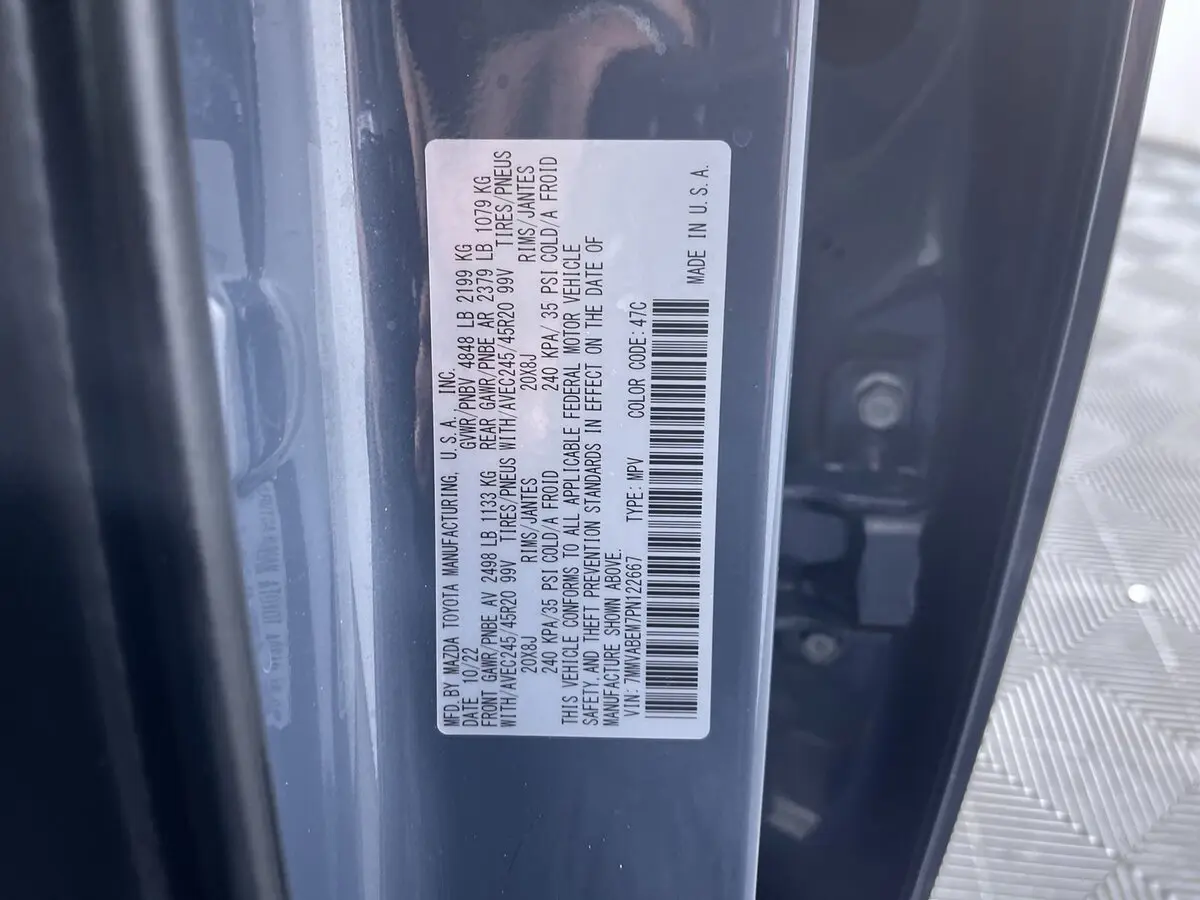 MFD. BY MAZDA TOYOTA MANUFACTURING, U. S. A. INC.
DATE 10/22 GVWR/PNBV 4848 LB 2199 KG
FRONT GAWR/PNBE AV 2498 LB 1133 KG REAR GAWR/PNBE AR 2379 LB 1079 KG
WITH/AVEC245/45R20 99V TIRES/PNEUS WITH/AVEC245/45R20 99V TIRES/PNEUS
20X8J RIMS/JANTES 20X8J RIMS/JANTES
240 KPA/35 PSI COLD/A FROID 240 KPA/ 35 PSI COLD/A FROID
THIS VEHICLE CONFORMS TO ALL APPLICABLE FEDERAL MOTOR VEHICLE
SAFETY, AND THEFT PREVENTION STANDARDS IN EFFECT ON THE DATE OF
MANUFACTURE SHOWN ABOVE.
VIN: 7MMVABEM7PN122667 TYPE: MPV COLOR CODE: 47C
MADE IN U. S. A.